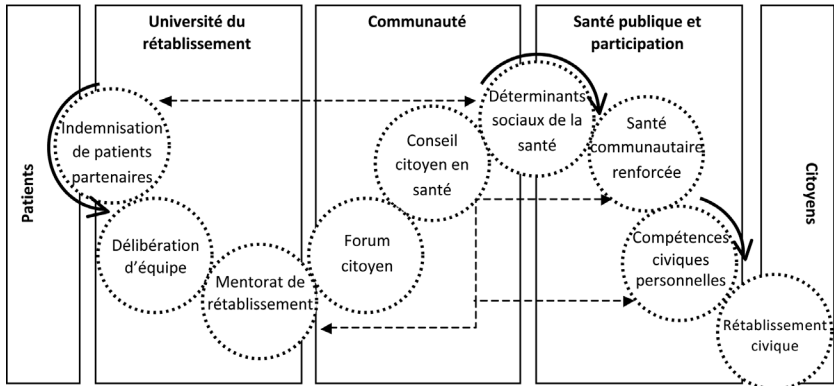 Patients
Université du
rétablissement
Communauté
Santé publique et
participation
Citoyens
Indemnisation
de patients
partenaires
Délibération
d’équipe
Mentorat de
rétablissement
Forum
citoyen
Conseil
citoyen en
santé
Déterminants
sociaux de la
santé
Santé
communautaire
renforcée
Compétences
civiques
personnelles
Rétablissement
civique